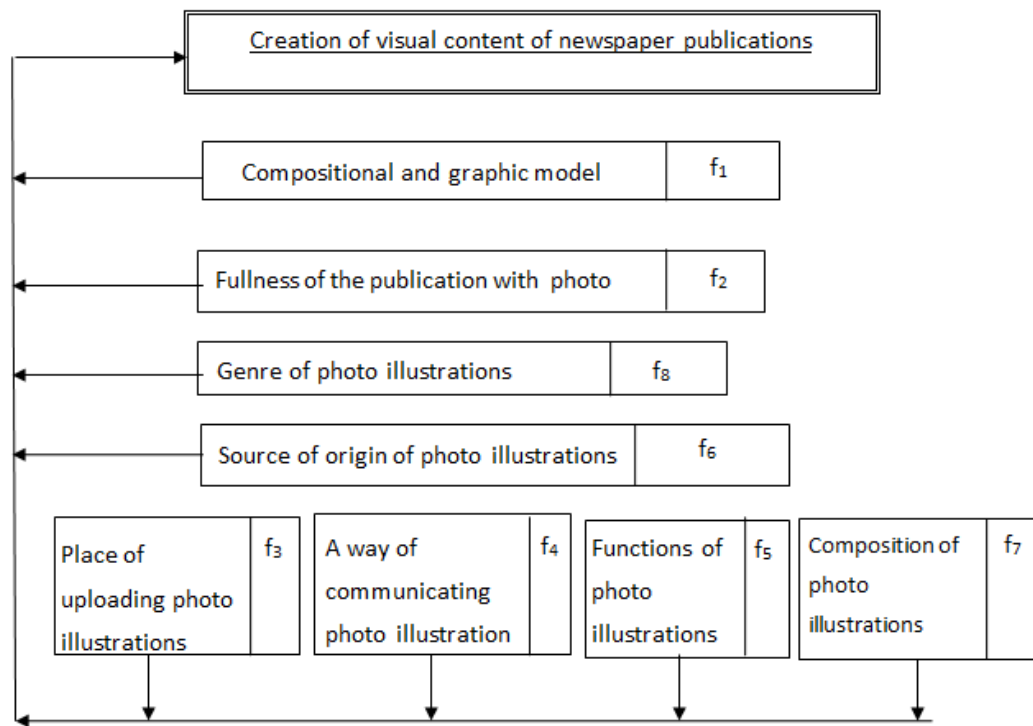 Creation of visual content of newspaper publications
Compositional and graphic model f₁
Fullness of the publication with photo f₂
Genre of photo illustrations f₈
Source of origin of photo illustrations f₆
Place of
uploading photo
illustrations
f₃
A way of
communicating
photo illustration
f₄
Functions of
photo
illustrations
f₅
Composition of
photo
illustrations
f₇